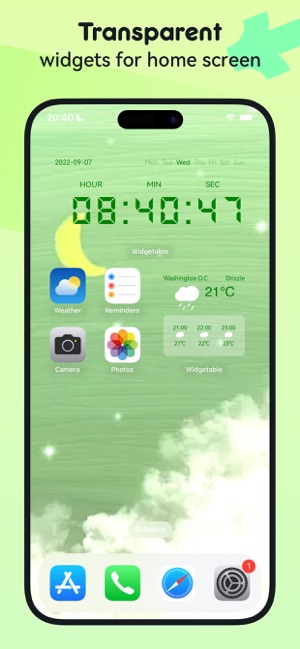 Transparent
widgets for home screen
20:40
2022-09-07
Mon Tue Wed Thu Fri Sat Sun
HOUR MIN SEC
08:40:47
Widgetable
Washington D.C. Drizzle
21°C
21:00 22:00 23:00
21°C 22°C 23°C
Weather Reminders
Camera Photos
Widgetable
Search
1